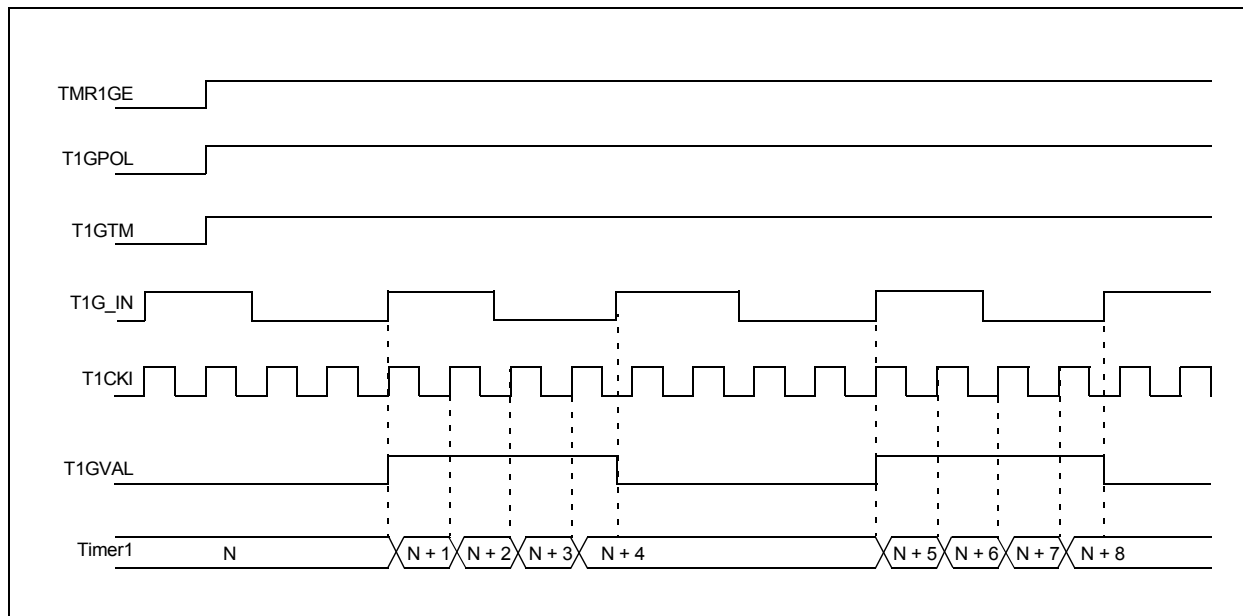 TMR1GE
T1GPOL
T1GTM
T1G_IN
T1CKI
T1GVAL
Timer1 N N + 1 N + 2 N + 3 N + 4 N + 5 N + 6 N + 7 N + 8